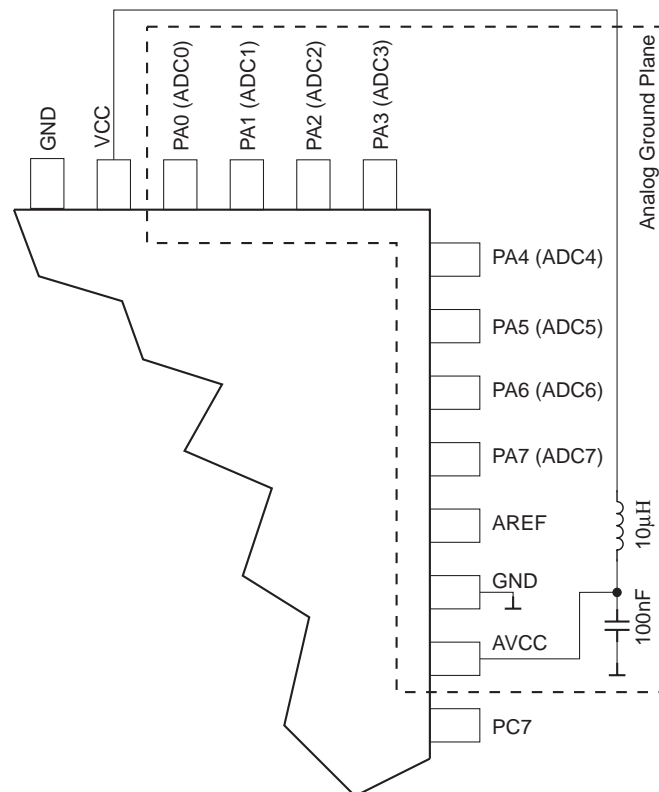 GND
VCC
PA0 (ADC0)
PA1 (ADC1)
PA2 (ADC2)
PA3 (ADC3)
Analog Ground Plane
PA4 (ADC4)
PA5 (ADC5)
PA6 (ADC6)
PA7 (ADC7)
AREF
10μH
GND
100nF
AVCC
PC7